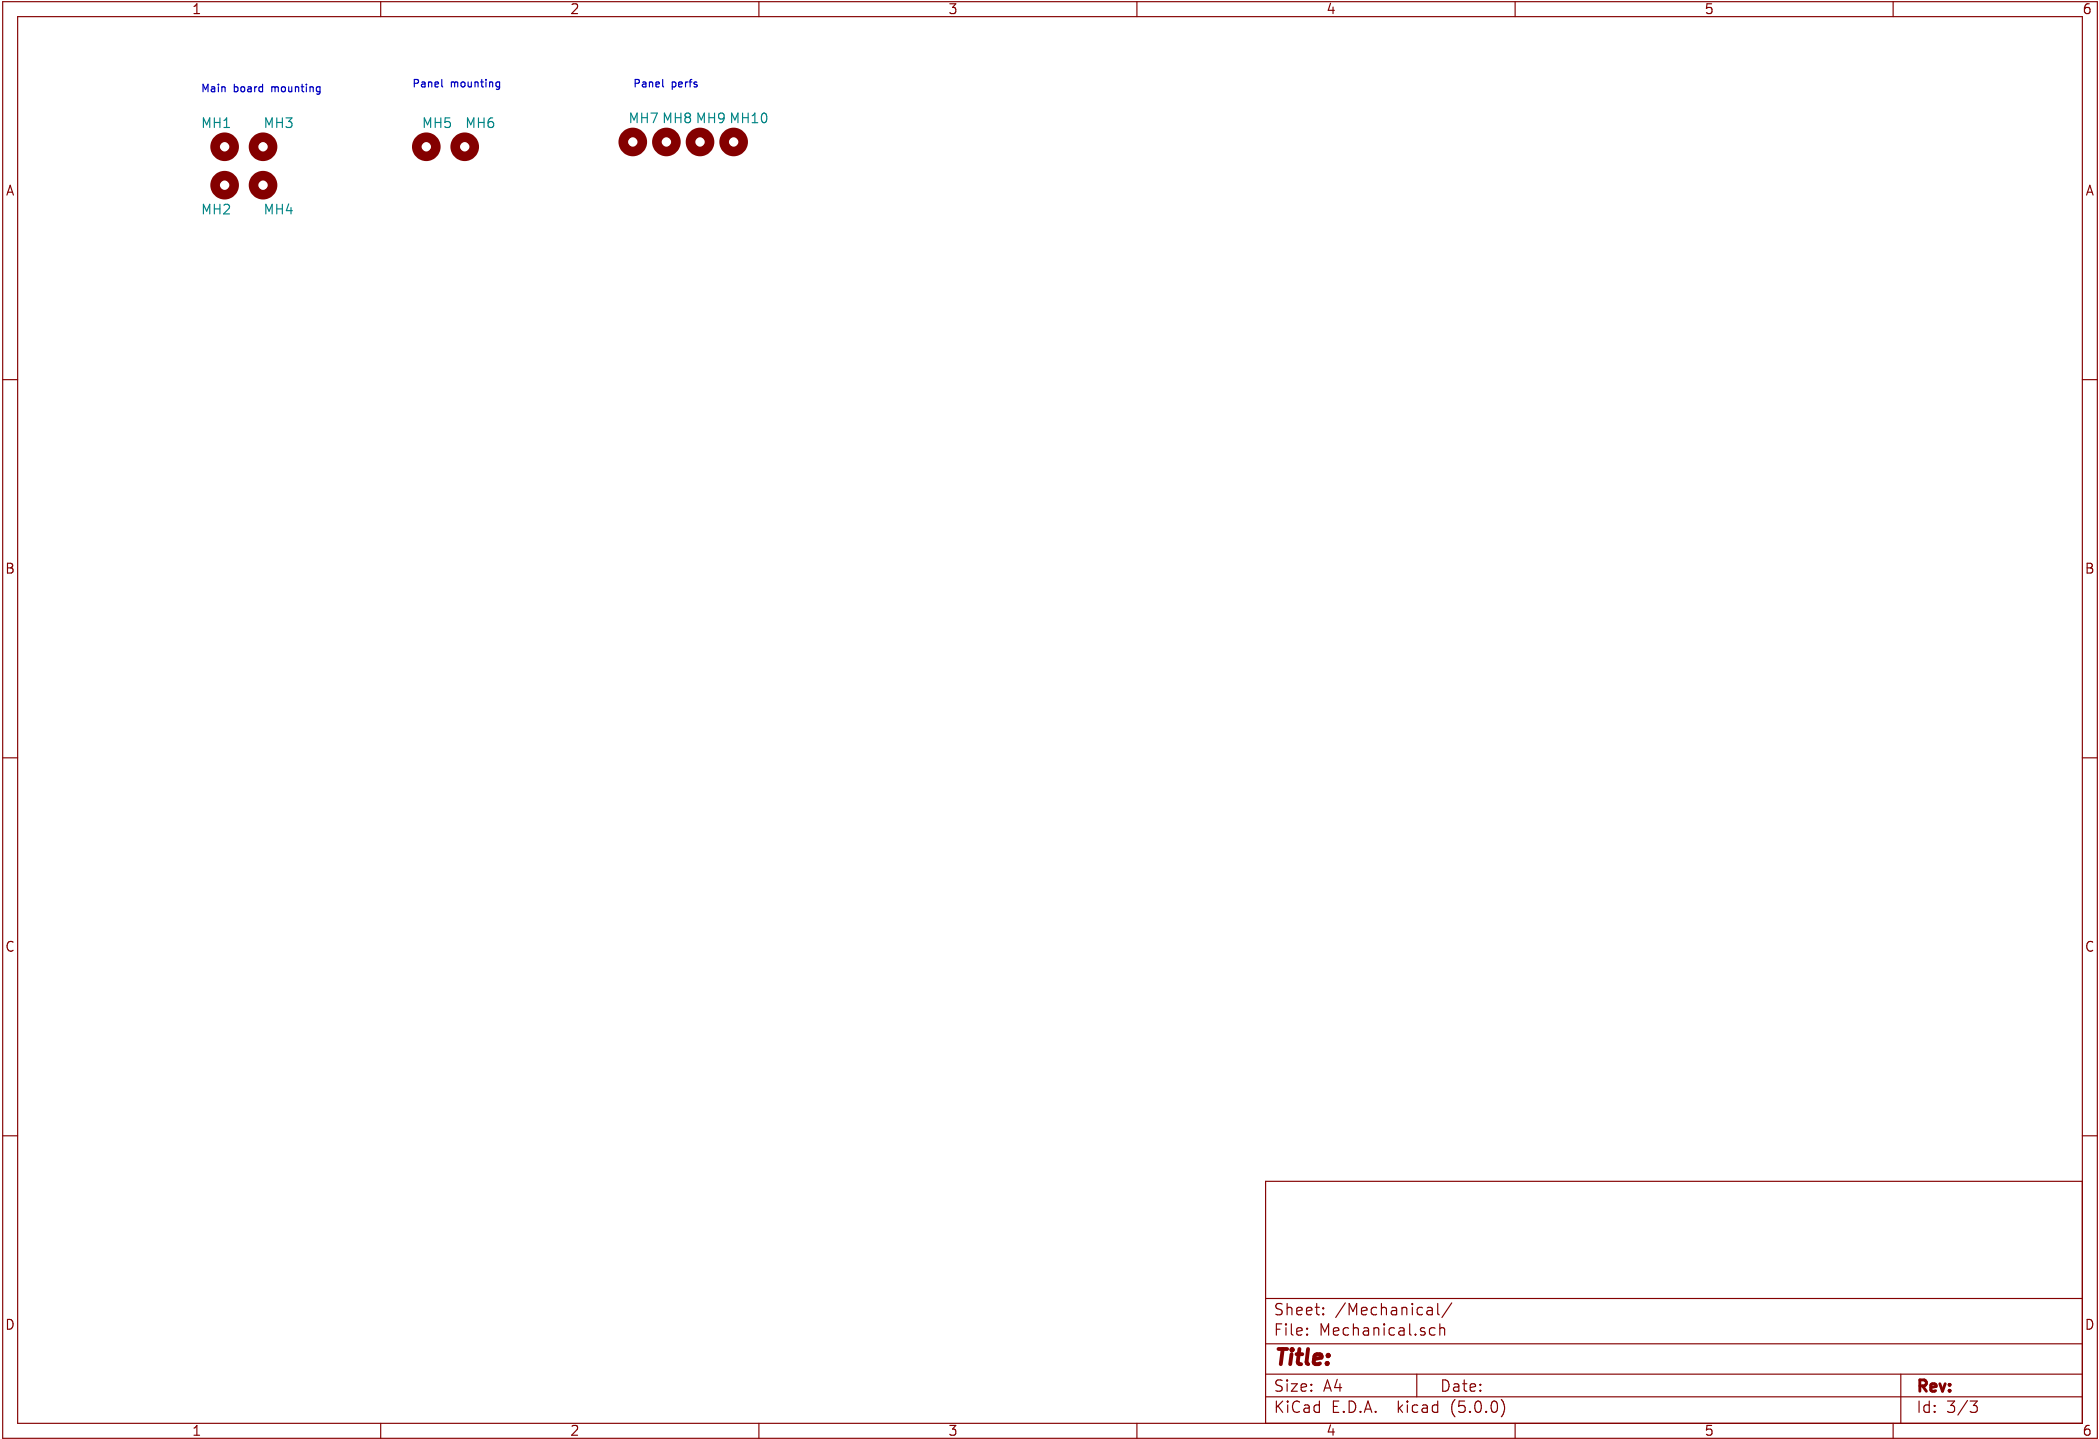 1 2 3 4 5 6
Main board mounting
Panel mounting
Panel perfs
MH1 MH3
MH5 MH6
MH7 MH8 MH9 MH10
A A
MH2 MH4
B B
C C
Sheet: /Mechanical/
File: Mechanical.sch
D D
Title:
Size: A4 Date: Rev:
KiCad E.D.A. kicad (5.0.0) Id: 3/3
1 2 3 4 5 6